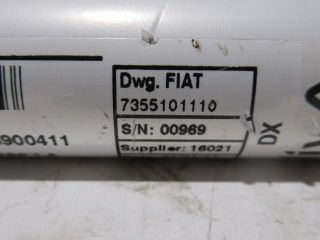 Dwg. FIAT
7355101110
S/N: 00969
Supplier: 16021
900411
DX